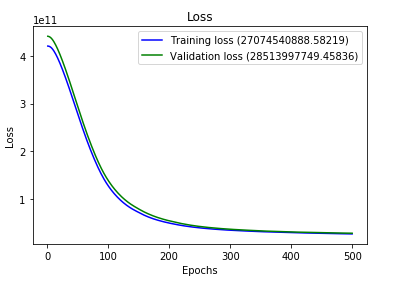 Loss
1e11
Training loss (27074540888.58219)
Validation loss (28513997749.45836)
4
3
2
1
Loss
0 100 200 300 400 500
Epochs